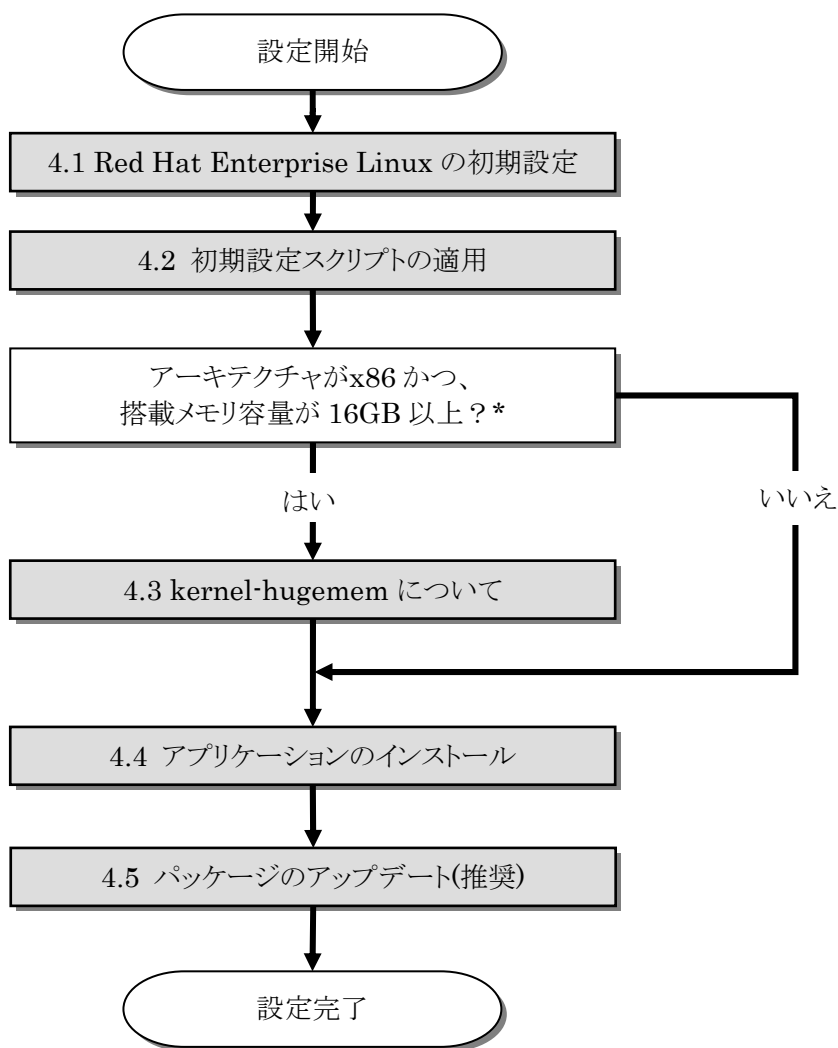 設定開始
4.1 Red Hat Enterprise Linux の初期設定
4.2 初期設定スクリプトの適用
アーキテクチャがx86 かつ、
搭載メモリ容量が 16GB 以上？*
はい
いいえ
4.3 kernel-hugemem について
4.4 アプリケーションのインストール
4.5 パッケージのアップデート(推奨)
設定完了